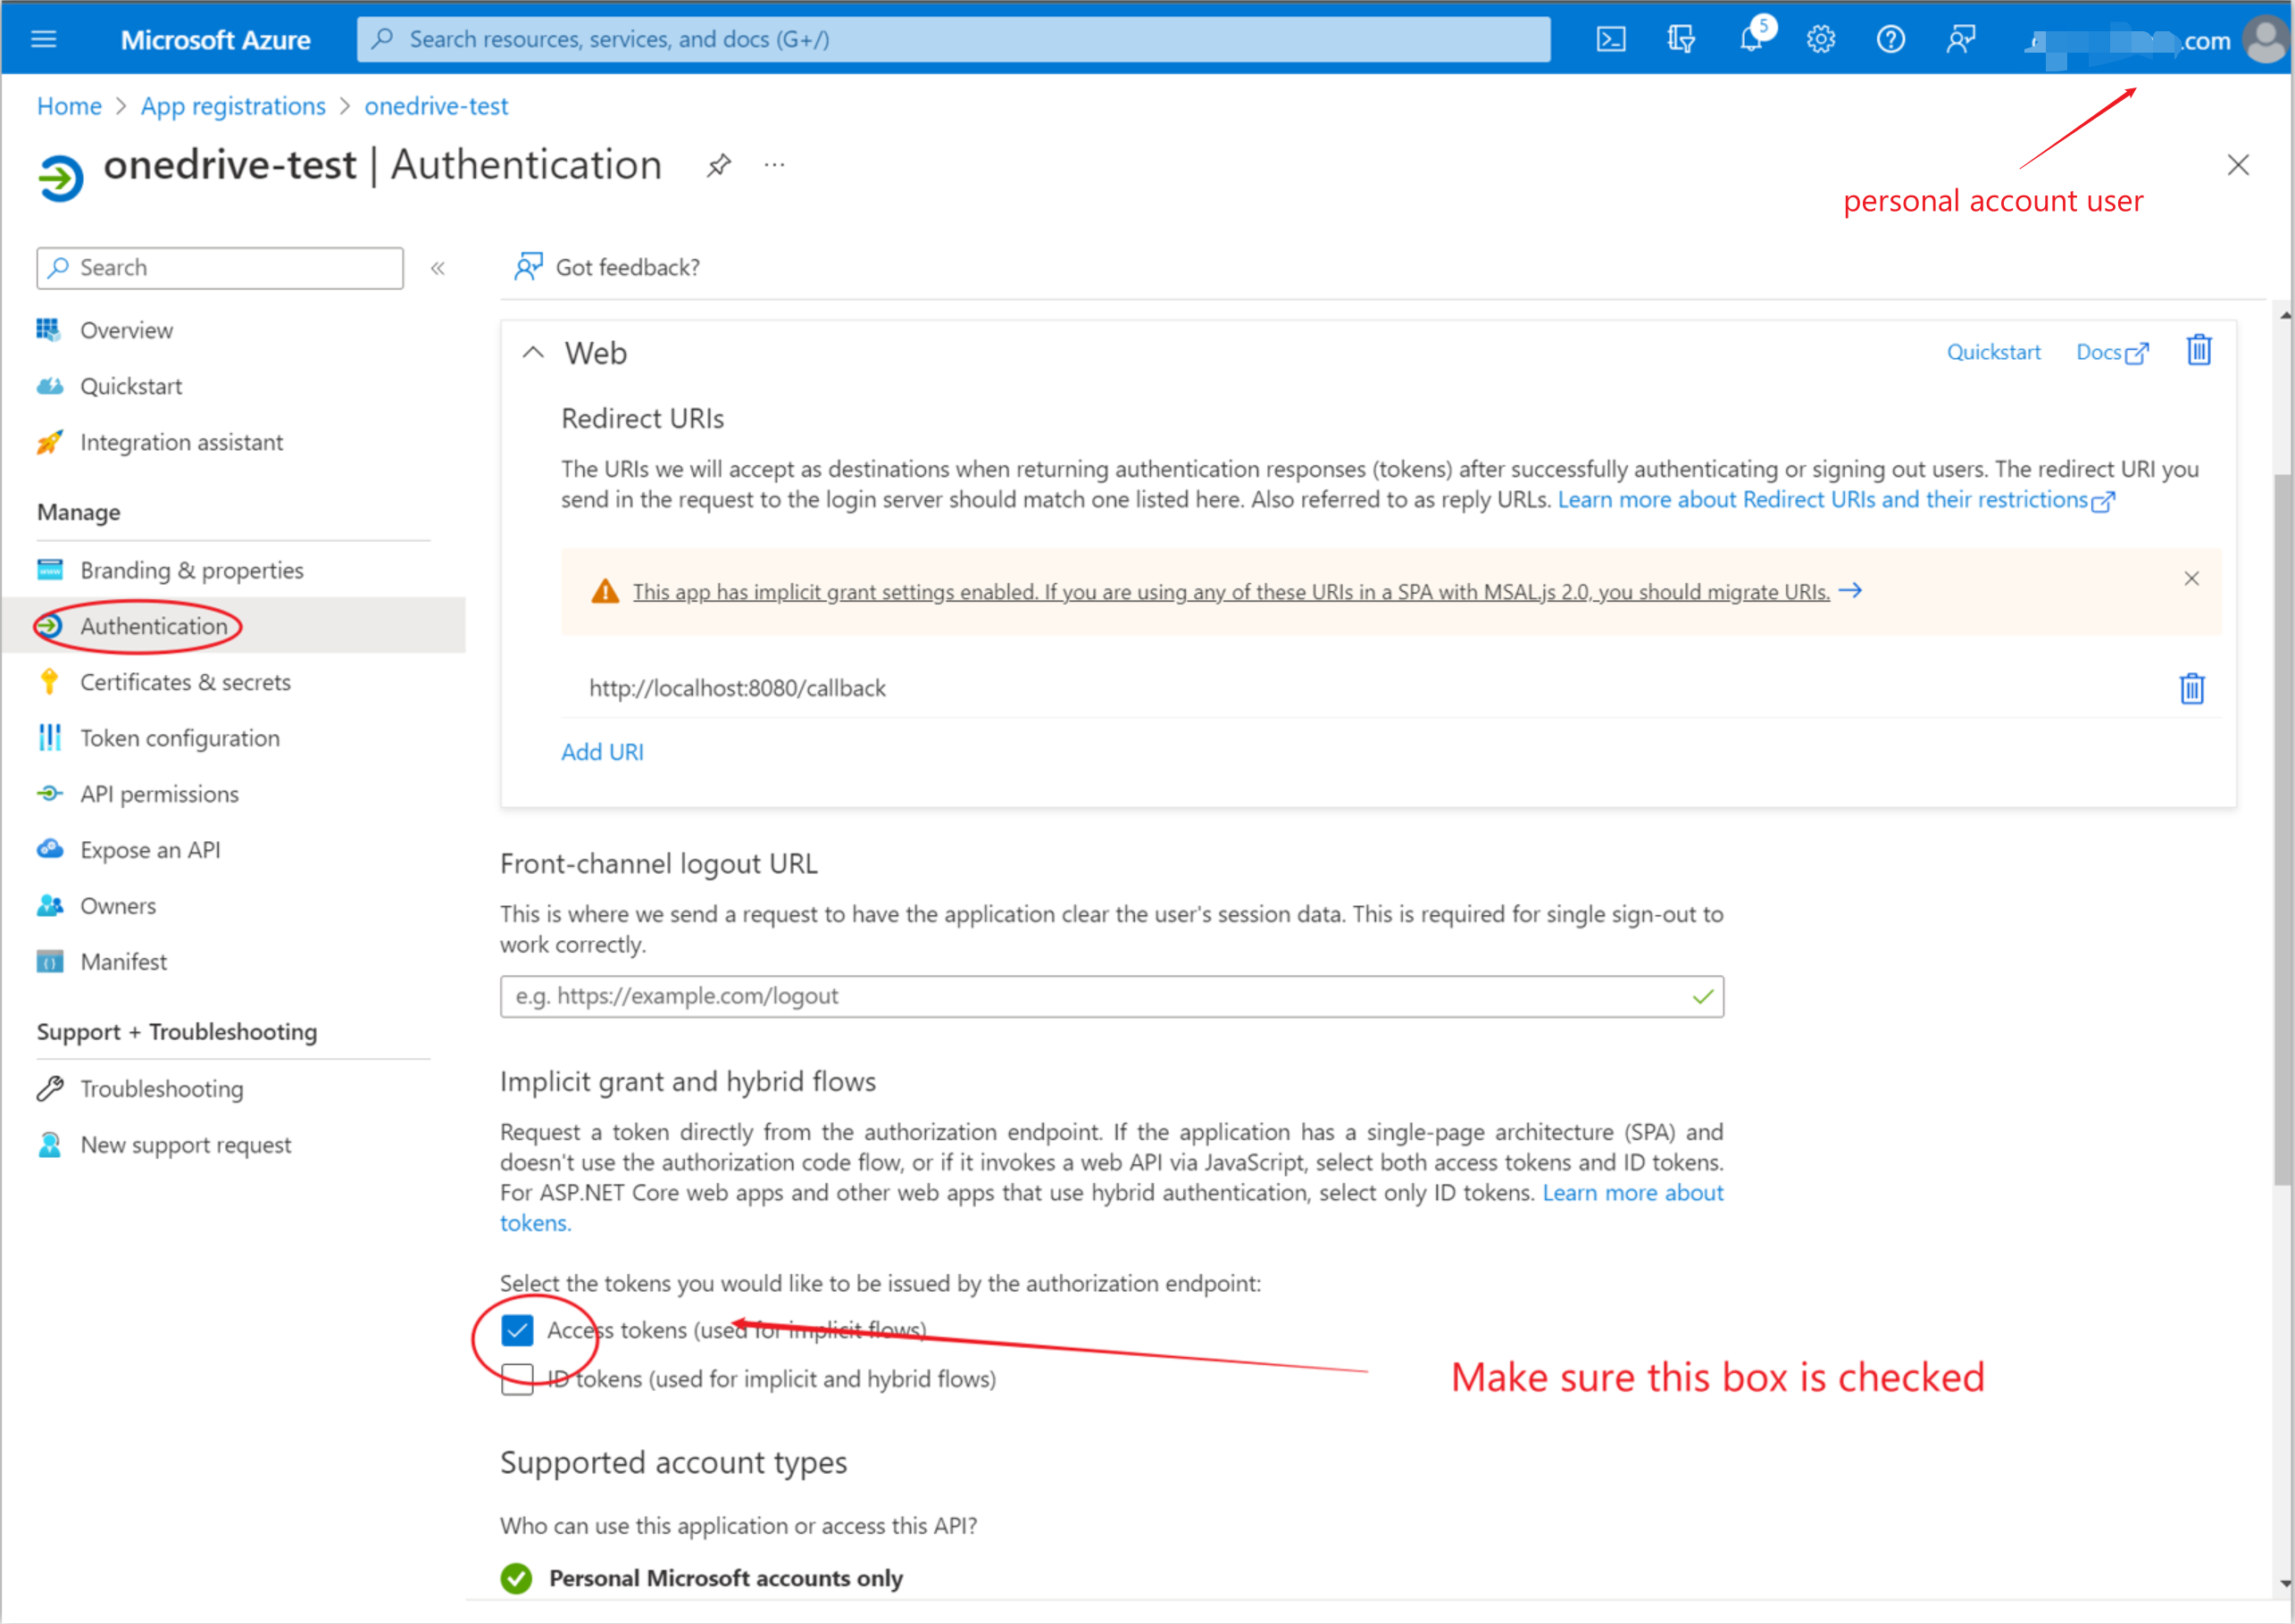 Microsoft Azure
Search resources, services, and docs (G+/)
5
.com
Home > App registrations > onedrive-test
onedrive-test | Authentication
...
personal account user
Search
«
Got feedback?
Overview
Quickstart
Integration assistant
Manage
Branding & properties
Authentication
Certificates & secrets
Token configuration
API permissions
Expose an API
Owners
Manifest
Support + Troubleshooting
Troubleshooting
New support request
Web
Quickstart
Docs
Redirect URIs
The URIs we will accept as destinations when returning authentication responses (tokens) after successfully authenticating or signing out users. The redirect URI you
send in the request to the login server should match one listed here. Also referred to as reply URLs. Learn more about Redirect URIs and their restrictions
This app has implicit grant settings enabled. If you are using any of these URIs in a SPA with MSAL.js 2.0, you should migrate URIs.
http://localhost:8080/callback
Add URI
Front-channel logout URL
This is where we send a request to have the application clear the user's session data. This is required for single sign-out to
work correctly.
e.g. https://example.com/logout
Implicit grant and hybrid flows
Request a token directly from the authorization endpoint. If the application has a single-page architecture (SPA) and
doesn't use the authorization code flow, or if it invokes a web API via JavaScript, select both access tokens and ID tokens.
For ASP.NET Core web apps and other web apps that use hybrid authentication, select only ID tokens. Learn more about
tokens.
Select the tokens you would like to be issued by the authorization endpoint:
Access tokens (used for implicit flows)
ID tokens (used for implicit and hybrid flows)
Make sure this box is checked
Supported account types
Who can use this application or access this API?
Personal Microsoft accounts only